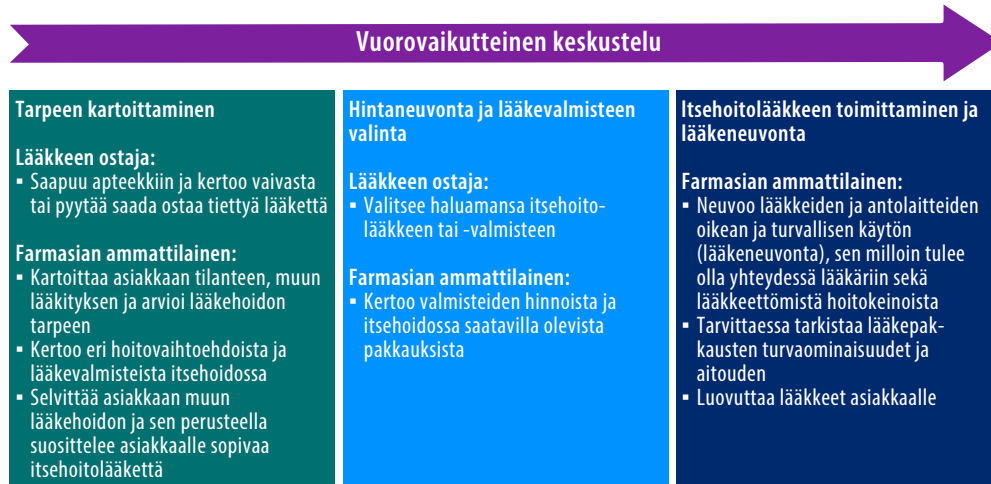 Vuorovaikutteinen keskustelu
Tarpeen kartoittaminen
Lääkkeen ostaja:
▪ Saapuu apteekkiin ja kertoo vaivasta
tai pyytää saada ostaa tiettyä lääkettä
Farmasian ammattilainen:
▪ Kartoittaa asiakkaan tilanteen, muun
lääkityksen ja arvioi lääkehoidon
tarpeen
▪ Kertoo eri hoitovaihtoehdoista ja
lääkevalmisteista itsehoidossa
▪ Selvittää asiakkaan muun
lääkehoidon ja sen perusteella
suosittelee asiakkaalle sopivaa
itsehoitolääkettä
Hintaneuvonta ja lääkevalmisteen
valinta
Lääkkeen ostaja:
▪ Valitsee haluamansa itsehoito-
lääkkeen tai -valmisteen
Farmasian ammattilainen:
▪ Kertoo valmisteiden hinnoista ja
itsehoidossa saatavilla olevista
pakkauksista
Itsehoitolääkkeen toimittaminen ja
lääkeneuvonta
Farmasian ammattilainen:
▪ Neuvoo lääkkeiden ja antolaitteiden
oikean ja turvallisen käytön
(lääkeneuvonta), sen milloin tulee
olla yhteydessä lääkäriin sekä
lääkkeettömistä hoitokeinoista
▪ Tarvittaessa tarkistaa lääkepak-
kausten turvaominaisuudet ja
aitouden
▪ Luovuttaa lääkkeet asiakkaalle